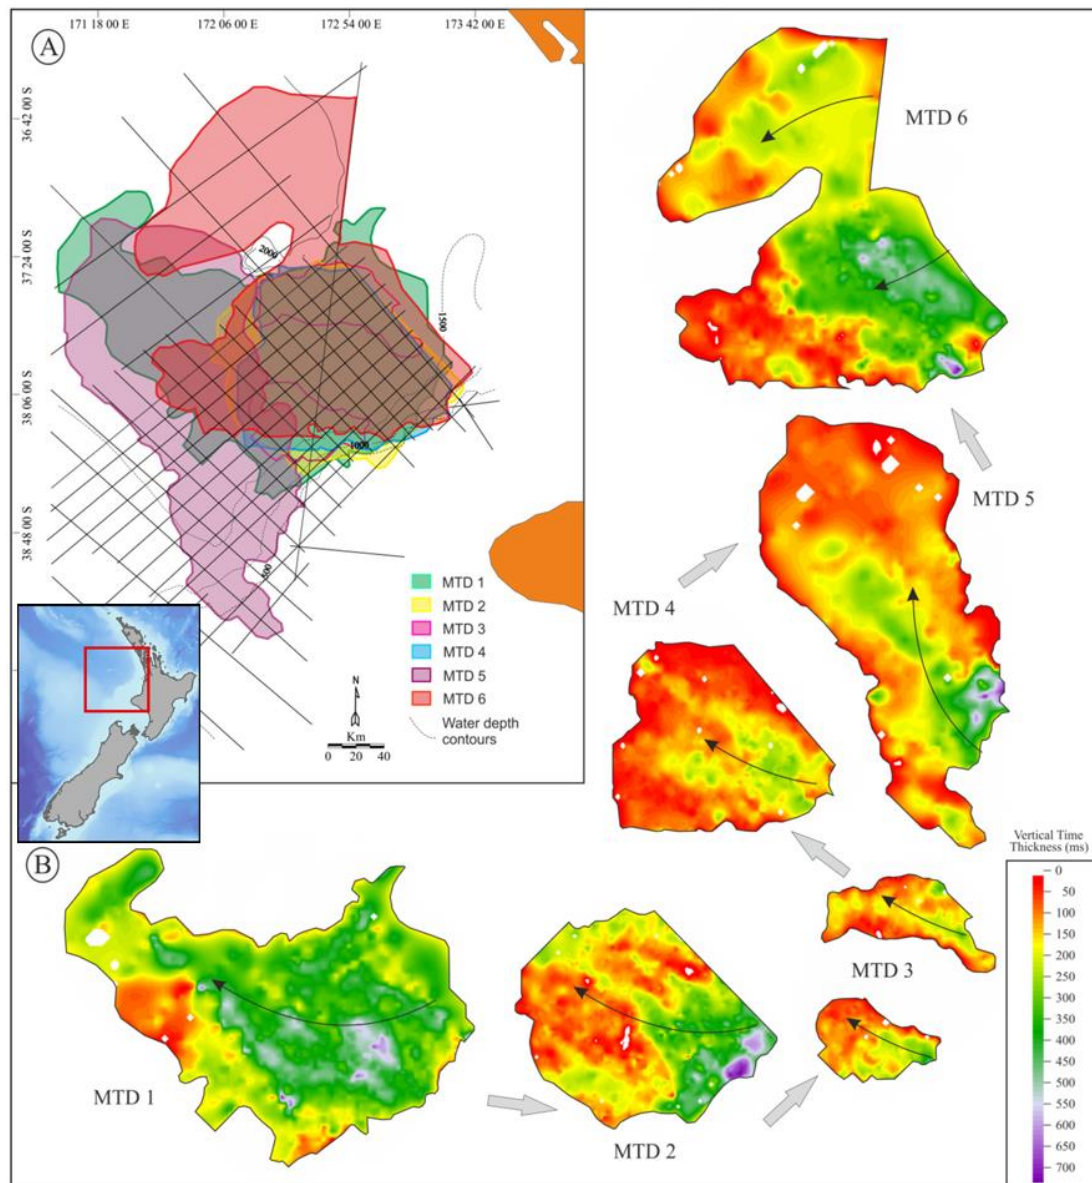 171 18 00 E
172 06 00 E
172 54 00 E
173 42 00 E
A
36 42 00 S
37 24 00 S
38 06 00 S
38 48 00 S
2000
1500
1000
500
MTD 1
MTD 2
MTD 3
MTD 4
MTD 5
MTD 6
Water depth
contours
N
Km
0 20 40
MTD 6
MTD 5
MTD 4
B
MTD 1
MTD 2
MTD 3
Vertical Time
Thickness (ms)
0
50
100
150
200
250
300
350
400
450
500
550
600
650
700